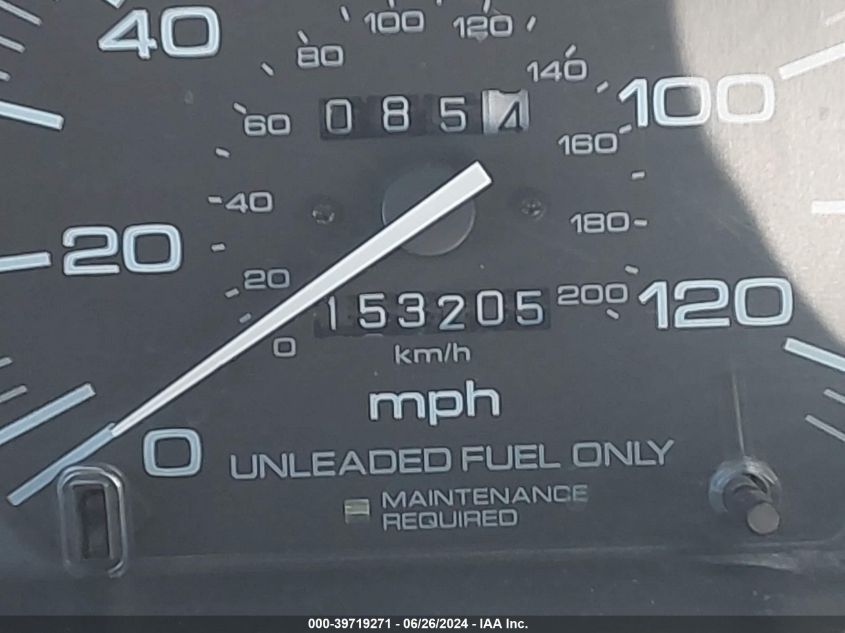 100 120
40
80
140
100
60
0854
160
40
180
20
20
200
120
153205
0
km/h
mph
0
UNLEADED FUEL ONLY
MAINTENANCE
REQUIRED
000-39719271 - 06/26/2024 - IAA Inc.